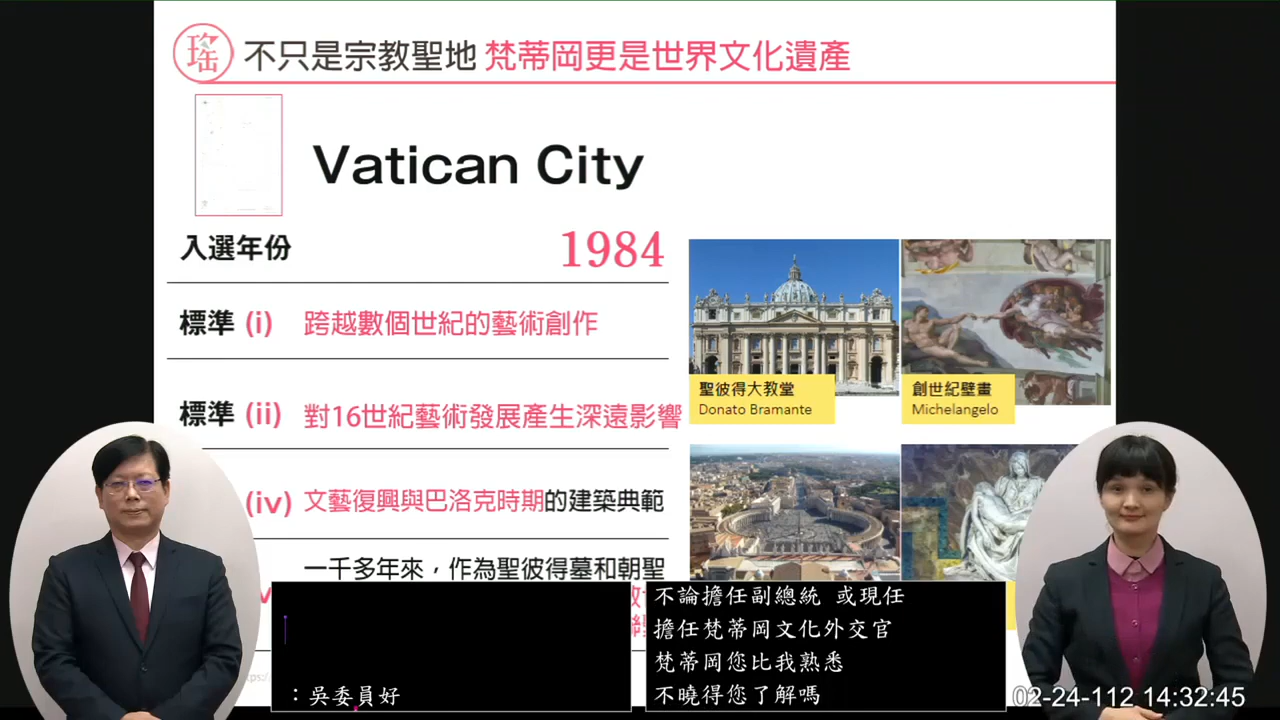 瑤 不只是宗教聖地 梵蒂岡更是世界文化遺產
Vatican City
入選年份 1984
標準 (i) 跨越數個世紀的藝術創作
標準 (ii) 對16世紀藝術發展產生深遠影響
(iv) 文藝復興與巴洛克時期的建築典範
一千多年來，作為聖彼得墓和朝聖
聖彼得大教堂
Donato Bramante
創世紀壁畫
Michelangelo
：吳委員好
不論擔任副總統 或現任
擔任梵蒂岡文化外交官
梵蒂岡您比我熟悉
不曉得您了解嗎
02-24-112 14:32:45